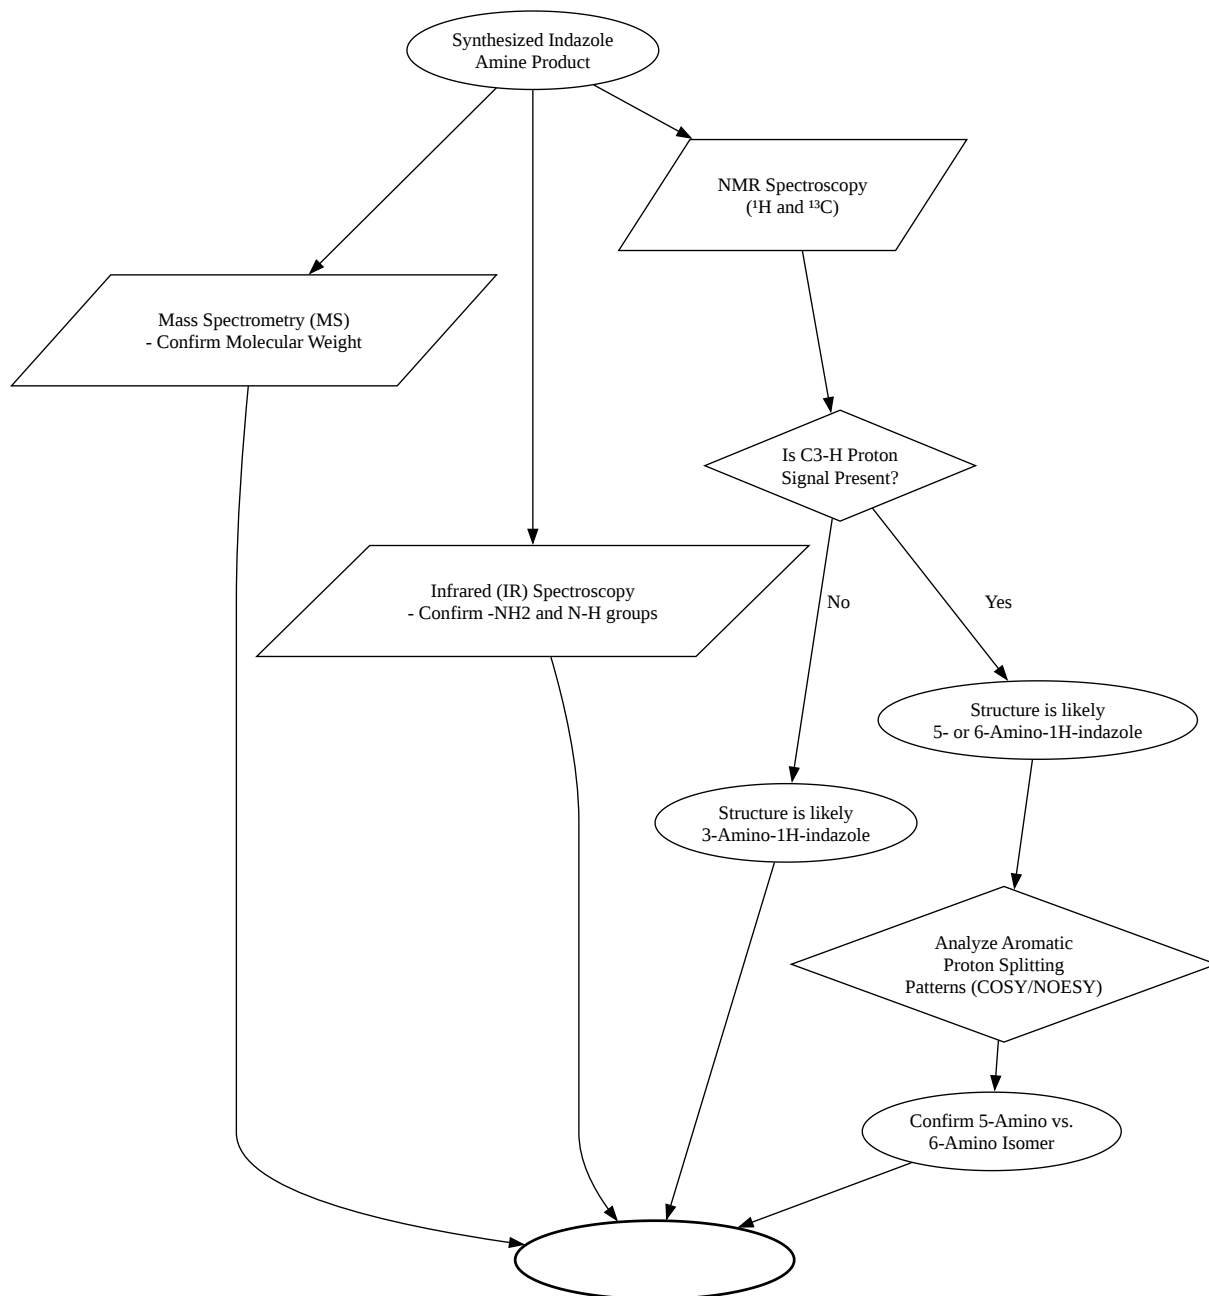 Synthesized Indazole
Amine Product
NMR Spectroscopy
(¹H and ¹³C)
Mass Spectrometry (MS)
- Confirm Molecular Weight
Is C3-H Proton
Signal Present?
Infrared (IR) Spectroscopy
- Confirm -NH2 and N-H groups
No
Yes
Structure is likely
5- or 6-Amino-1H-indazole
Structure is likely
3-Amino-1H-indazole
Analyze Aromatic
Proton Splitting
Patterns (COSY/NOESY)
Confirm 5-Amino vs.
6-Amino Isomer